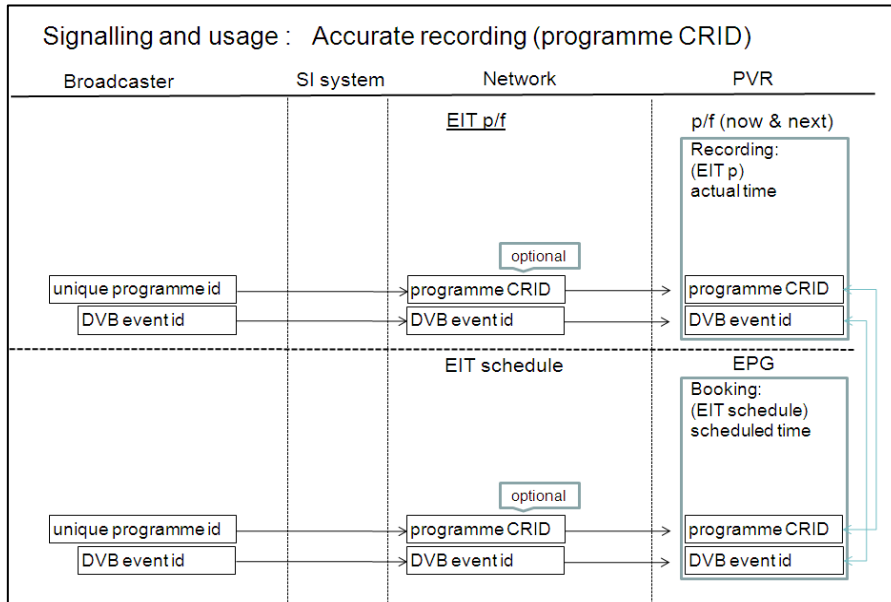 Signalling and usage : Accurate recording (programme CRID)
Broadcaster
SI system
Network
PVR
EIT p/f
p/f (now & next)
Recording:
(EIT p)
actual time
optional
unique programme id
programme CRID
programme CRID
DVB event id
DVB event id
DVB event id
EIT schedule
EPG
Booking:
(EIT schedule)
scheduled time
optional
unique programme id
programme CRID
programme CRID
DVB event id
DVB event id
DVB event id